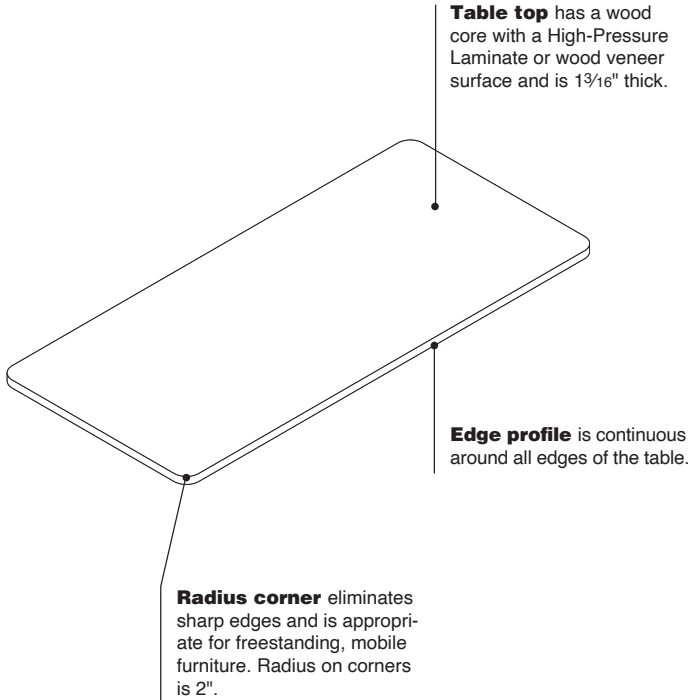 Table top has a wood
core with a High-Pressure
Laminate or wood veneer
surface and is 1³⁄₁₆" thick.
Edge profile is continuous
around all edges of the table.
Radius corner eliminates
sharp edges and is appropri-
ate for freestanding, mobile
furniture. Radius on corners
is 2".